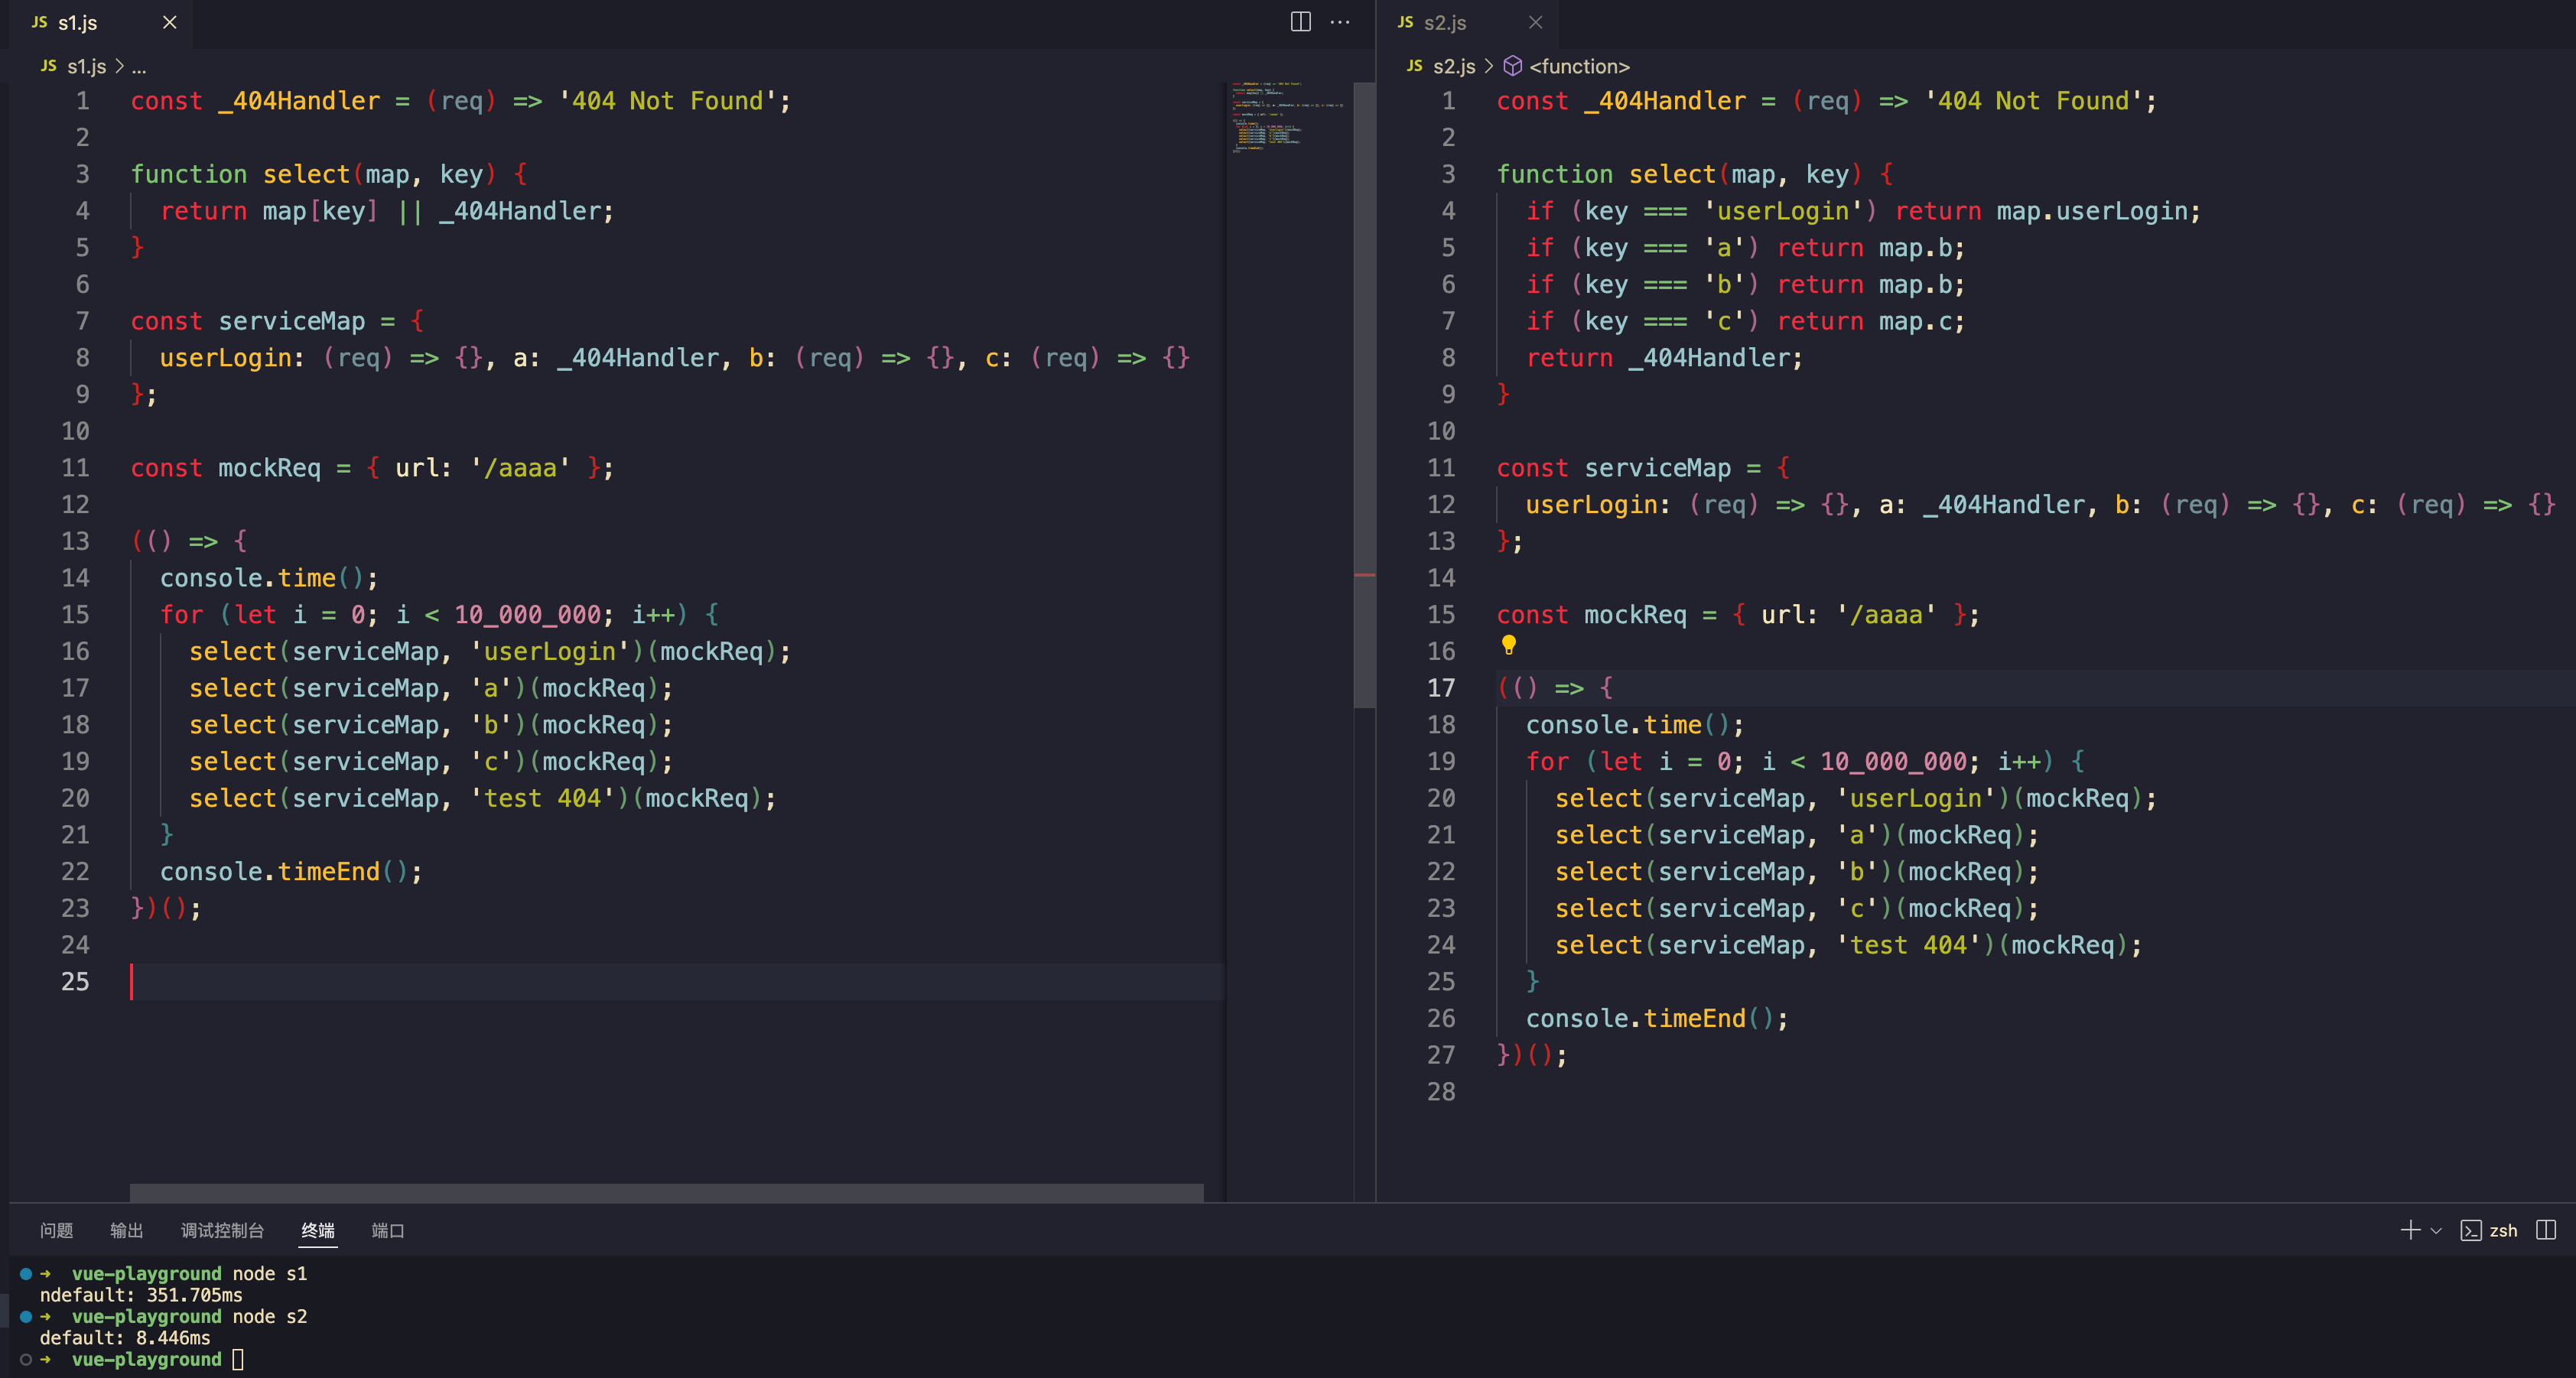 JS s1.js
JS s1.js > ...
1 const _404Handler = (req) => '404 Not Found';
2
3 function select(map, key) {
4 return map[key] || _404Handler;
5 }
6
7 const serviceMap = {
8 userLogin: (req) => {}, a: _404Handler, b: (req) => {}, c: (req) => {}
9 };
10
11 const mockReq = { url: '/aaaa' };
12
13 (() => {
14 console.time();
15 for (let i = 0; i < 10_000_000; i++) {
16 select(serviceMap, 'userLogin')(mockReq);
17 select(serviceMap, 'a')(mockReq);
18 select(serviceMap, 'b')(mockReq);
19 select(serviceMap, 'c')(mockReq);
20 select(serviceMap, 'test 404')(mockReq);
21 }
22 console.timeEnd();
23 })();
24
25
JS s2.js
JS s2.js > <function>
1 const _404Handler = (req) => '404 Not Found';
2
3 function select(map, key) {
4 if (key === 'userLogin') return map.userLogin;
5 if (key === 'a') return map.b;
6 if (key === 'b') return map.b;
7 if (key === 'c') return map.c;
8 return _404Handler;
9 }
10
11 const serviceMap = {
12 userLogin: (req) => {}, a: _404Handler, b: (req) => {}, c: (req) => {}
13 };
14
15 const mockReq = { url: '/aaaa' };
16
17 (() => {
18 console.time();
19 for (let i = 0; i < 10_000_000; i++) {
20 select(serviceMap, 'userLogin')(mockReq);
21 select(serviceMap, 'a')(mockReq);
22 select(serviceMap, 'b')(mockReq);
23 select(serviceMap, 'c')(mockReq);
24 select(serviceMap, 'test 404')(mockReq);
25 }
26 console.timeEnd();
27 })();
28
问题 输出 调试控制台 终端 端口 zsh
→ vue-playground node s1
ndefault: 351.705ms
→ vue-playground node s2
default: 8.446ms
→ vue-playground